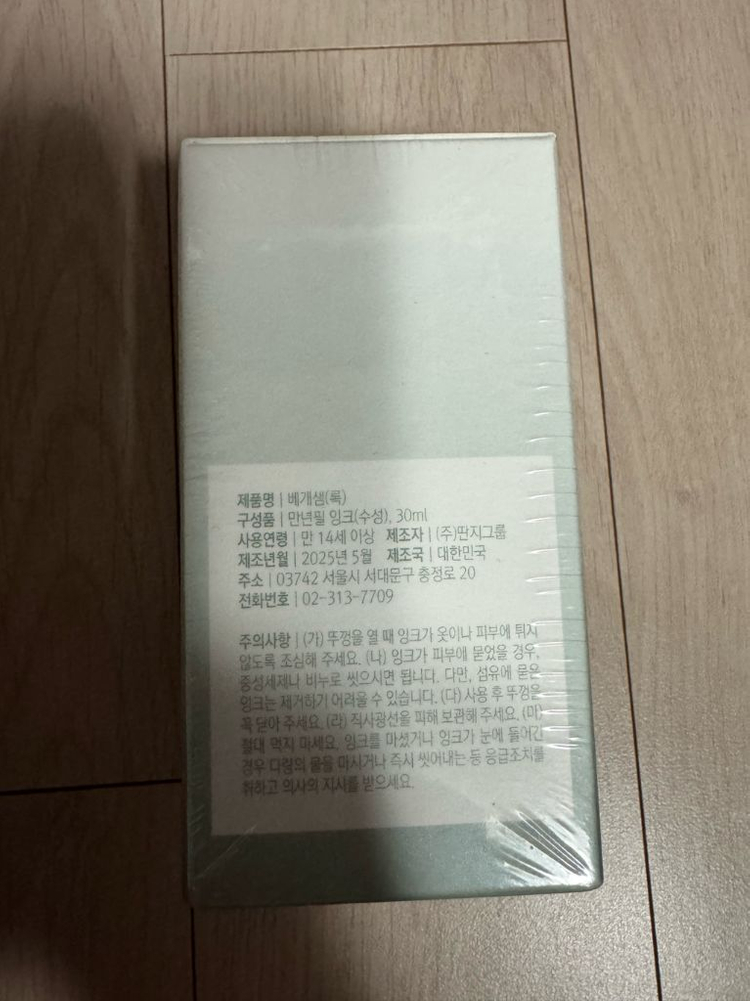 제품명 | 베개샘(록)
구성품 | 만년필 잉크(수성), 30ml
사용연령 | 만 14세 이상 제조자 | (주)딴지그룹
제조년월 | 2025년 5월 제조국 | 대한민국
주소 | 03742 서울시 서대문구 충정로 20
전화번호 | 02-313-7709
주의사항 | (가) 뚜껑을 열 때 잉크가 옷이나 피부에 튀지
않도록 조심해 주세요. (나) 잉크가 피부에 묻었을 경우,
중성세제나 비누로 씻으시면 됩니다. 다만, 섬유에 묻은
잉크는 제거하기 어려울 수 있습니다. (다) 사용 후 뚜껑을
꼭 닫아 주세요. (라) 직사광선을 피해 보관해 주세요. (마)
절대 먹지 마세요. 잉크를 마셨거나 잉크가 눈에 들어간
경우 다량의 물을 마시거나 즉시 씻어내는 등 응급조치를
취하고 의사의 지시를 받으세요.